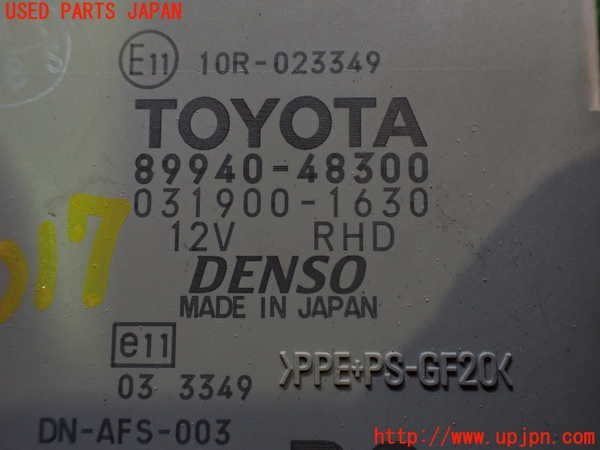 USED PARTS JAPAN
E11 10R-023349
TOYOTA
89940-48300
031900-1630
017
12V RHD
DENSO
MADE IN JAPAN
e11
>PPE+PS-GF20<
03 3349
DN-AFS-003
http://www.upjpn.com/